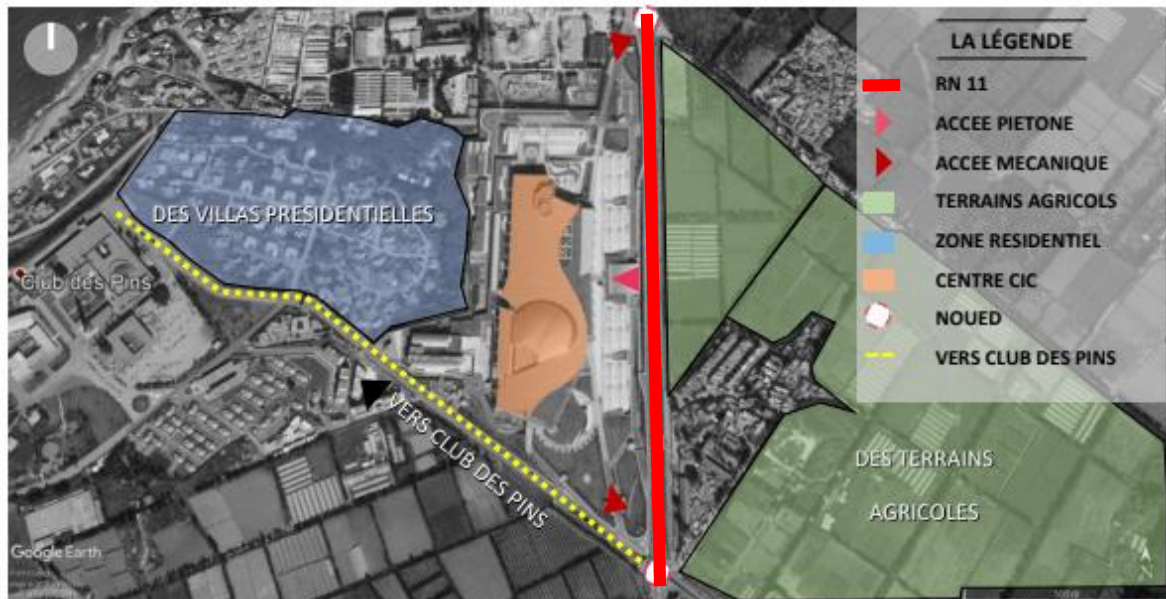 LA LÉGENDE
RN 11
ACCEE PIETONE
ACCEE MECANIQUE
TERRAINS AGRICOLS
ZONE RESIDENTIEL
CENTRE CIC
NOUED
VERS CLUB DES PINS
DES VILLAS PRESIDENTIELLES
Club des Pins
VERS CLUB DES PINS
DES TERRAINS
AGRICOLES
Google Earth